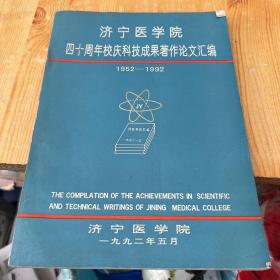 济宁医学院
四十周年校庆科技成果著作论文汇编
1952—1992
JY
THE COMPILATION OF THE ACHIEVEMENTS IN SCIENTIFIC
AND TECHNICAL WRITINGS OF JINING MEDICAL COLLEGE
济宁医学院
一九九二年五月